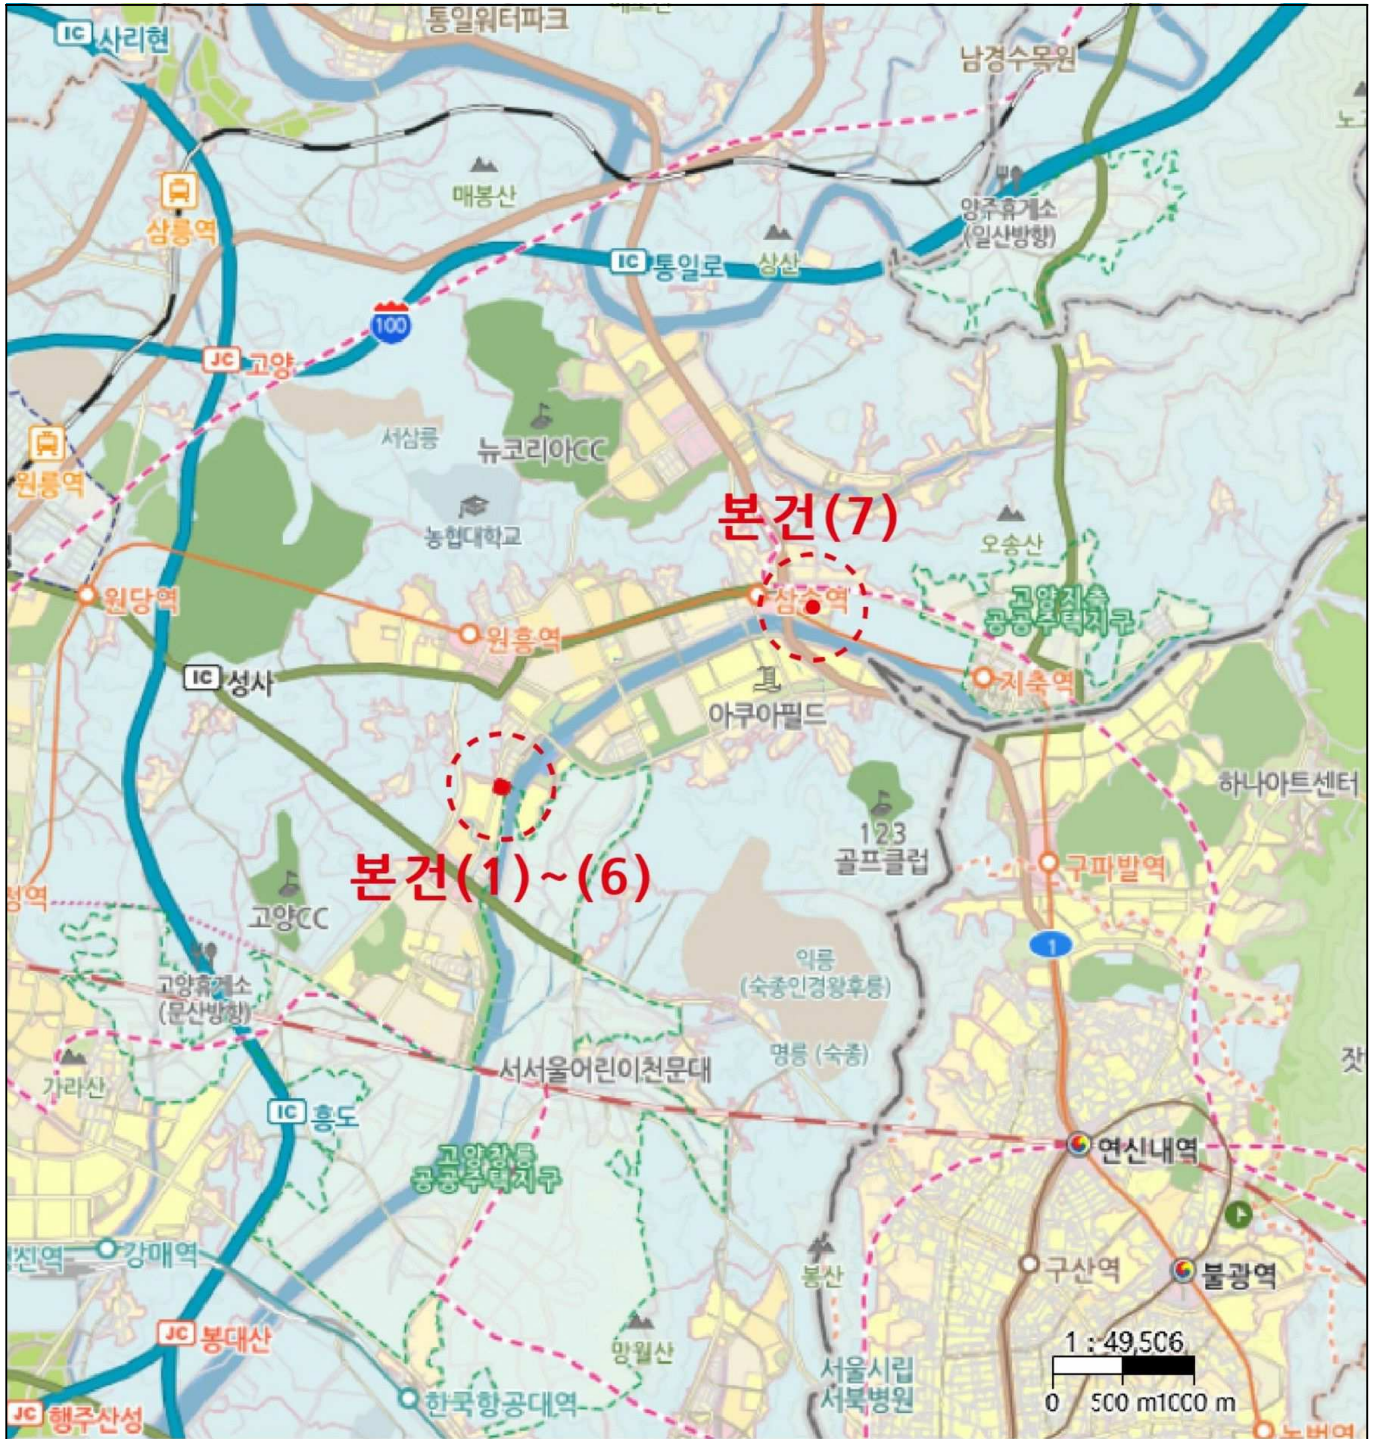 통일워터파크
IC 사리현
남경수목원
매봉산
삼릉역
양주휴게소
(일산방향)
IC 통일로
상산
100
JC 고양
서삼릉
뉴코리아CC
원릉역
본건(7)
농협대학교
오송산
원당역
삼송역
고양지축
공공주택지구
원흥역
IC 성사
지축역
아쿠아필드
하나아트센터
123
골프클럽
구파발역
본건(1)~(6)
고양CC
1
익릉
(숙종인경왕후릉)
고양휴게소
(문산방향)
명릉 (숙종)
서서울어린이천문대
가라산
IC 흥도
연신내역
고양창릉
공공주택지구
강매역
봉산
구산역
불광역
JC 봉대산
망월산
1 : 49,506
서울시립
서북병원
0 500 m1000 m
한국항공대역
JC 행주산성